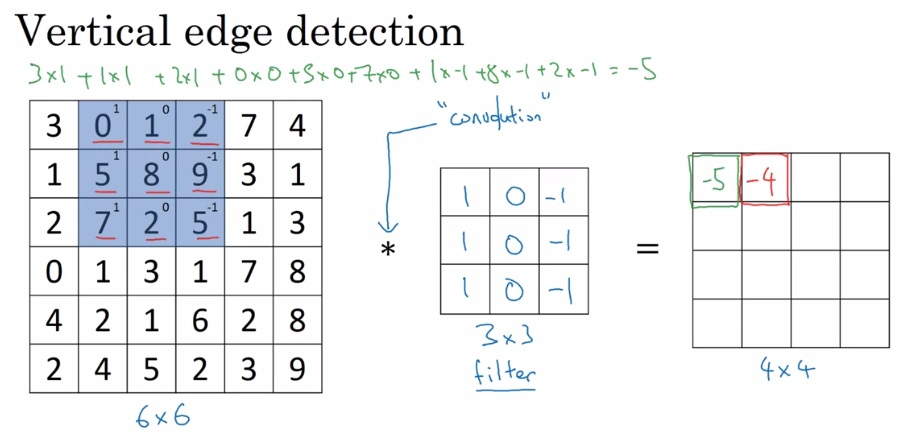 Vertical edge detection
3×1 + 1×1 + 2×1 + 0×0 + 5×0 + 7×0 + 1×-1 + 8×-1 + 2×-1 = -5
"convolution"
3 0 1 1 0 2 -1 7 4
1 5 1 8 0 9 -1 3 1
2 7 1 2 0 5 -1 1 3
0 1 3 1 7 8
4 2 1 6 2 8
2 4 5 2 3 9
6×6
*
1 0 -1
1 0 -1
1 0 -1
3×3
filter
=
-5 -4
4×4